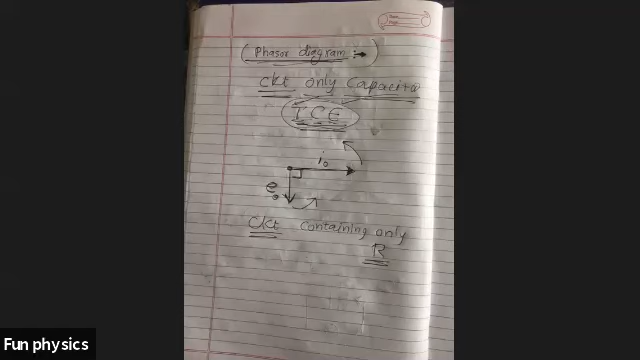 (Phasor diagram :→)
Ckt only Capacitor
ICE
i₀
e₀
Ckt containing only
R
Fun physics